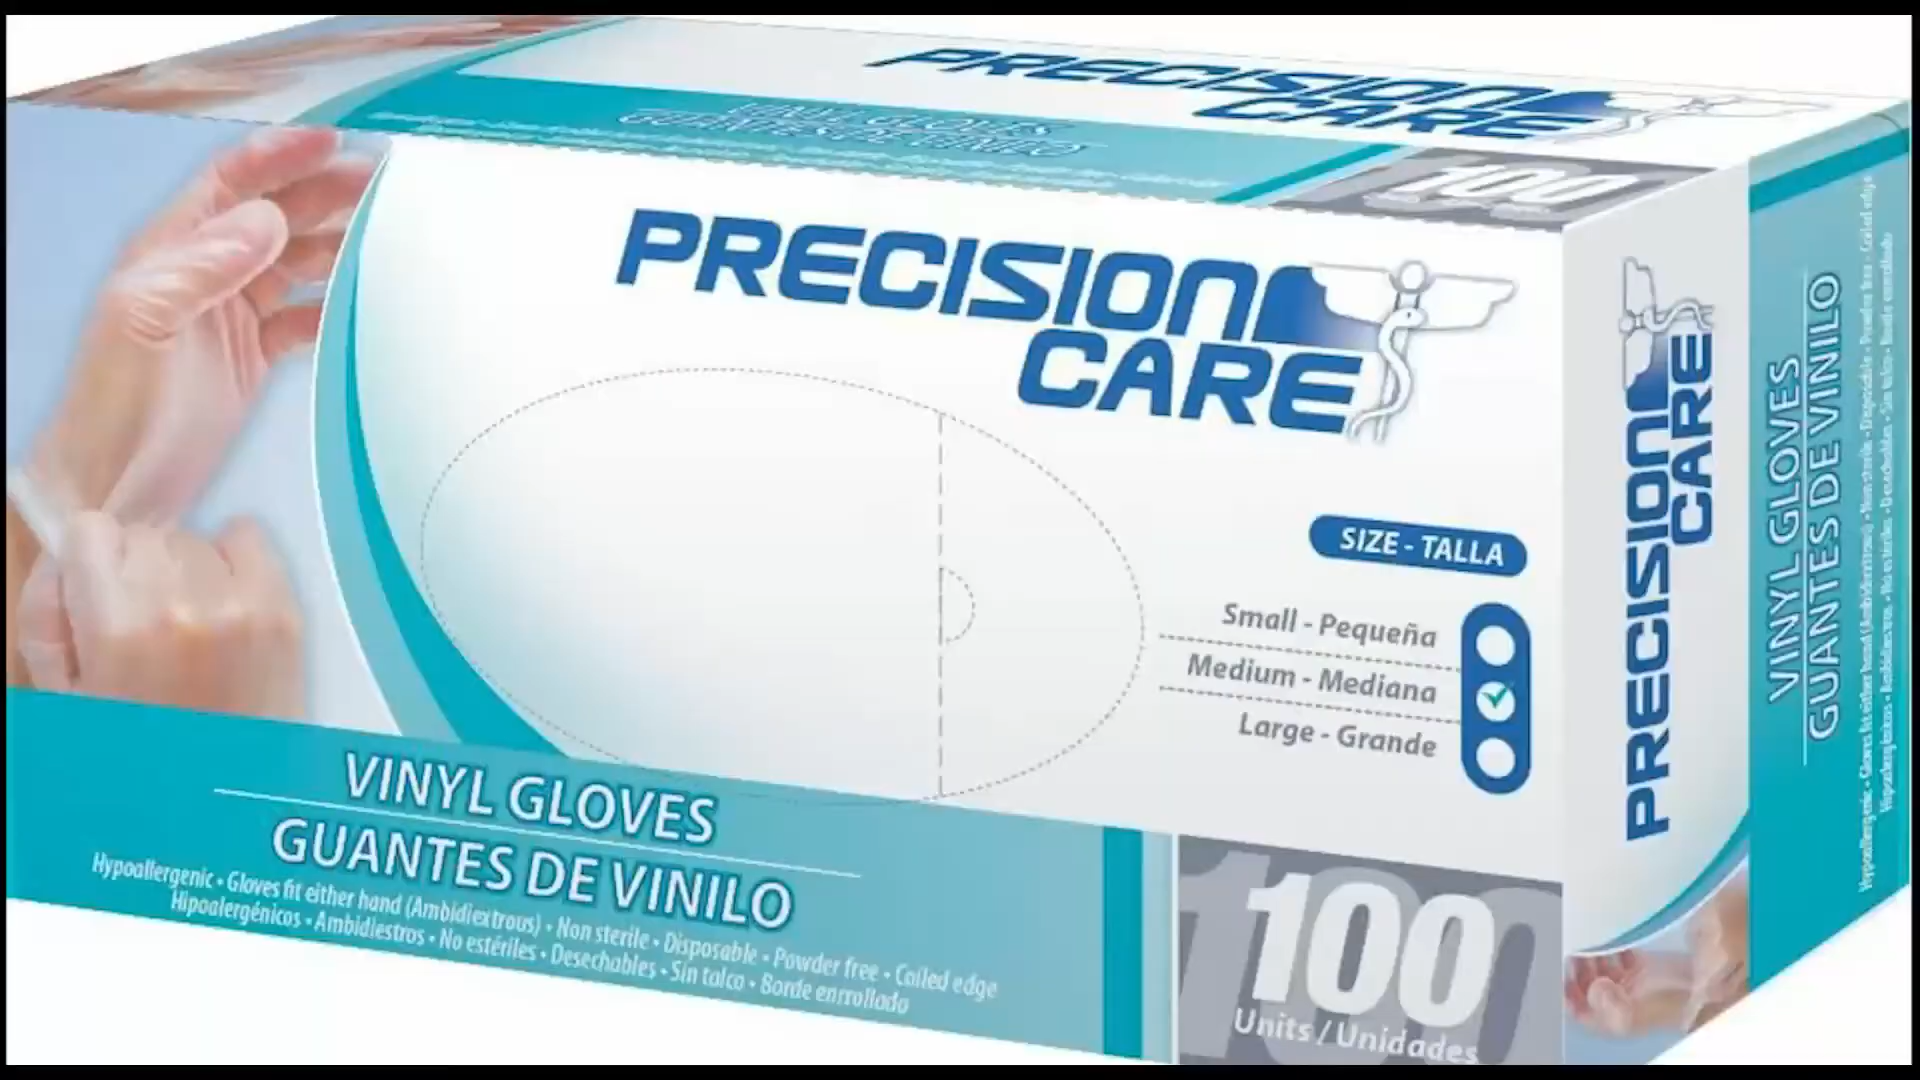 PRECISION
CARE
VINYL GLOVES
GUANTES DE VINILO
100
PRECISION
CARE
SIZE - TALLA
Small - Pequeña
Medium - Mediana
Large - Grande
VINYL GLOVES
GUANTES DE VINILO
Hypoallergenic • Gloves fit either hand (Ambidiextrous) • Non sterile • Disposable • Powder free • Coiled edge
Hipoalergénicos • Ambidiestros • No estériles • Desechables • Sin talco • Borde enrrollado
100
Units / Unidades
PRECISION
CARE
VINYL GLOVES
GUANTES DE VINILO